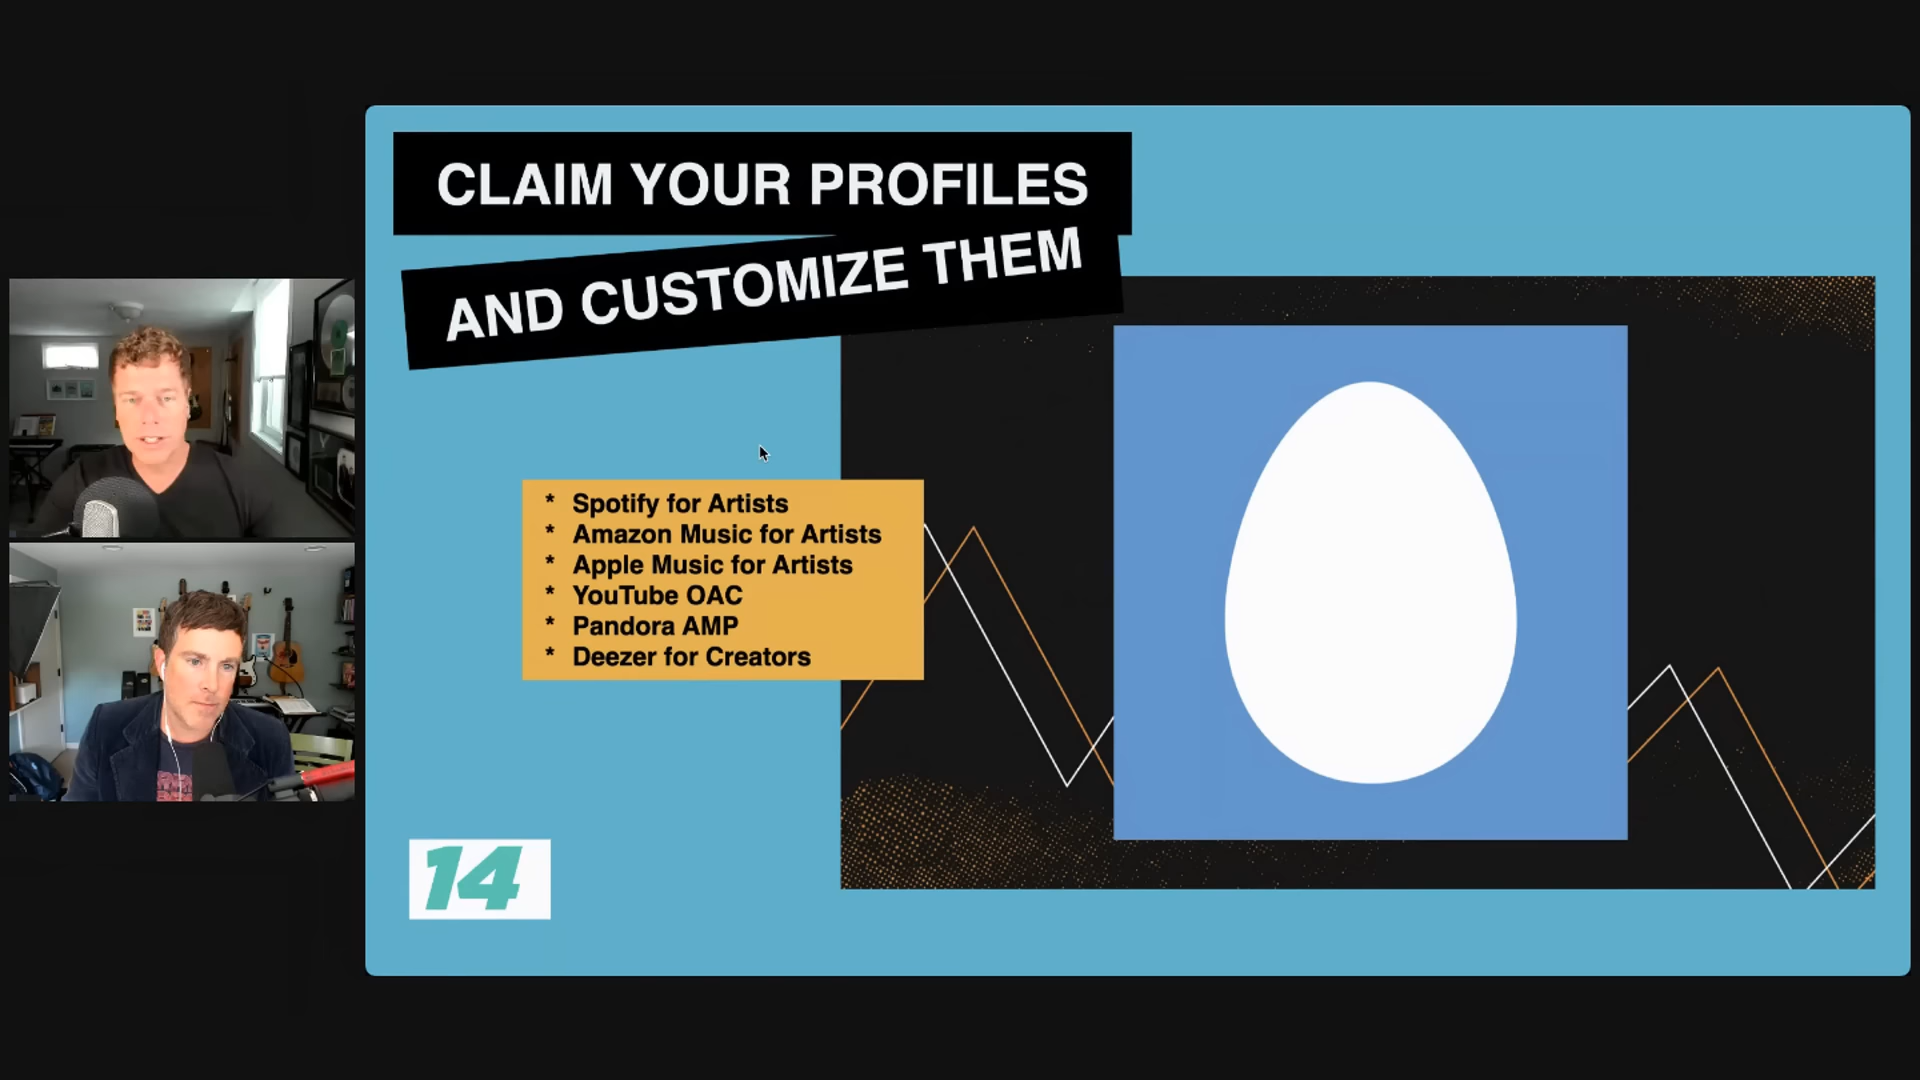 CLAIM YOUR PROFILES
AND CUSTOMIZE THEM
* Spotify for Artists
* Amazon Music for Artists
* Apple Music for Artists
* YouTube OAC
* Pandora AMP
* Deezer for Creators
14